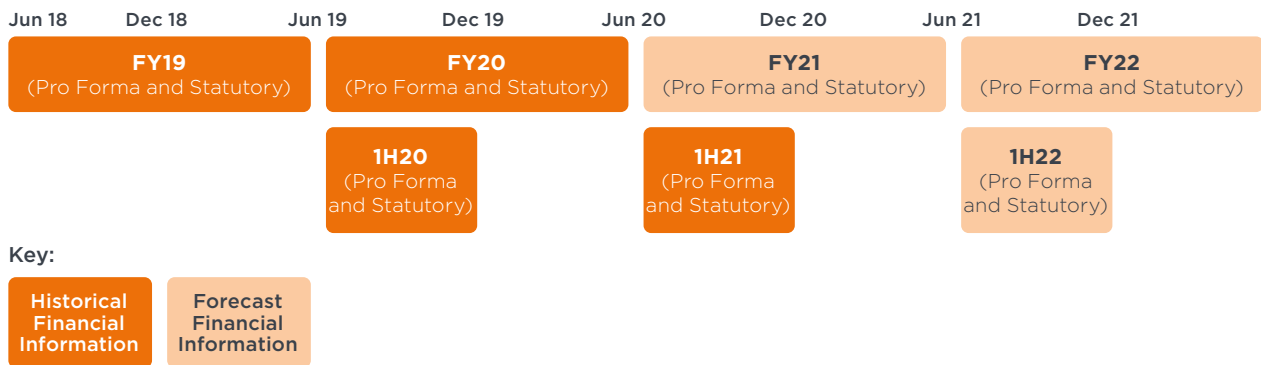 Jun 18 Dec 18 Jun 19 Dec 19 Jun 20 Dec 20 Jun 21 Dec 21
FY19 FY20 FY21 FY22
(Pro Forma and Statutory) (Pro Forma and Statutory) (Pro Forma and Statutory) (Pro Forma and Statutory)
1H20
(Pro Forma
and Statutory)
1H21
(Pro Forma
and Statutory)
1H22
(Pro Forma
and Statutory)
Key:
Historical
Financial
Information
Forecast
Financial
Information